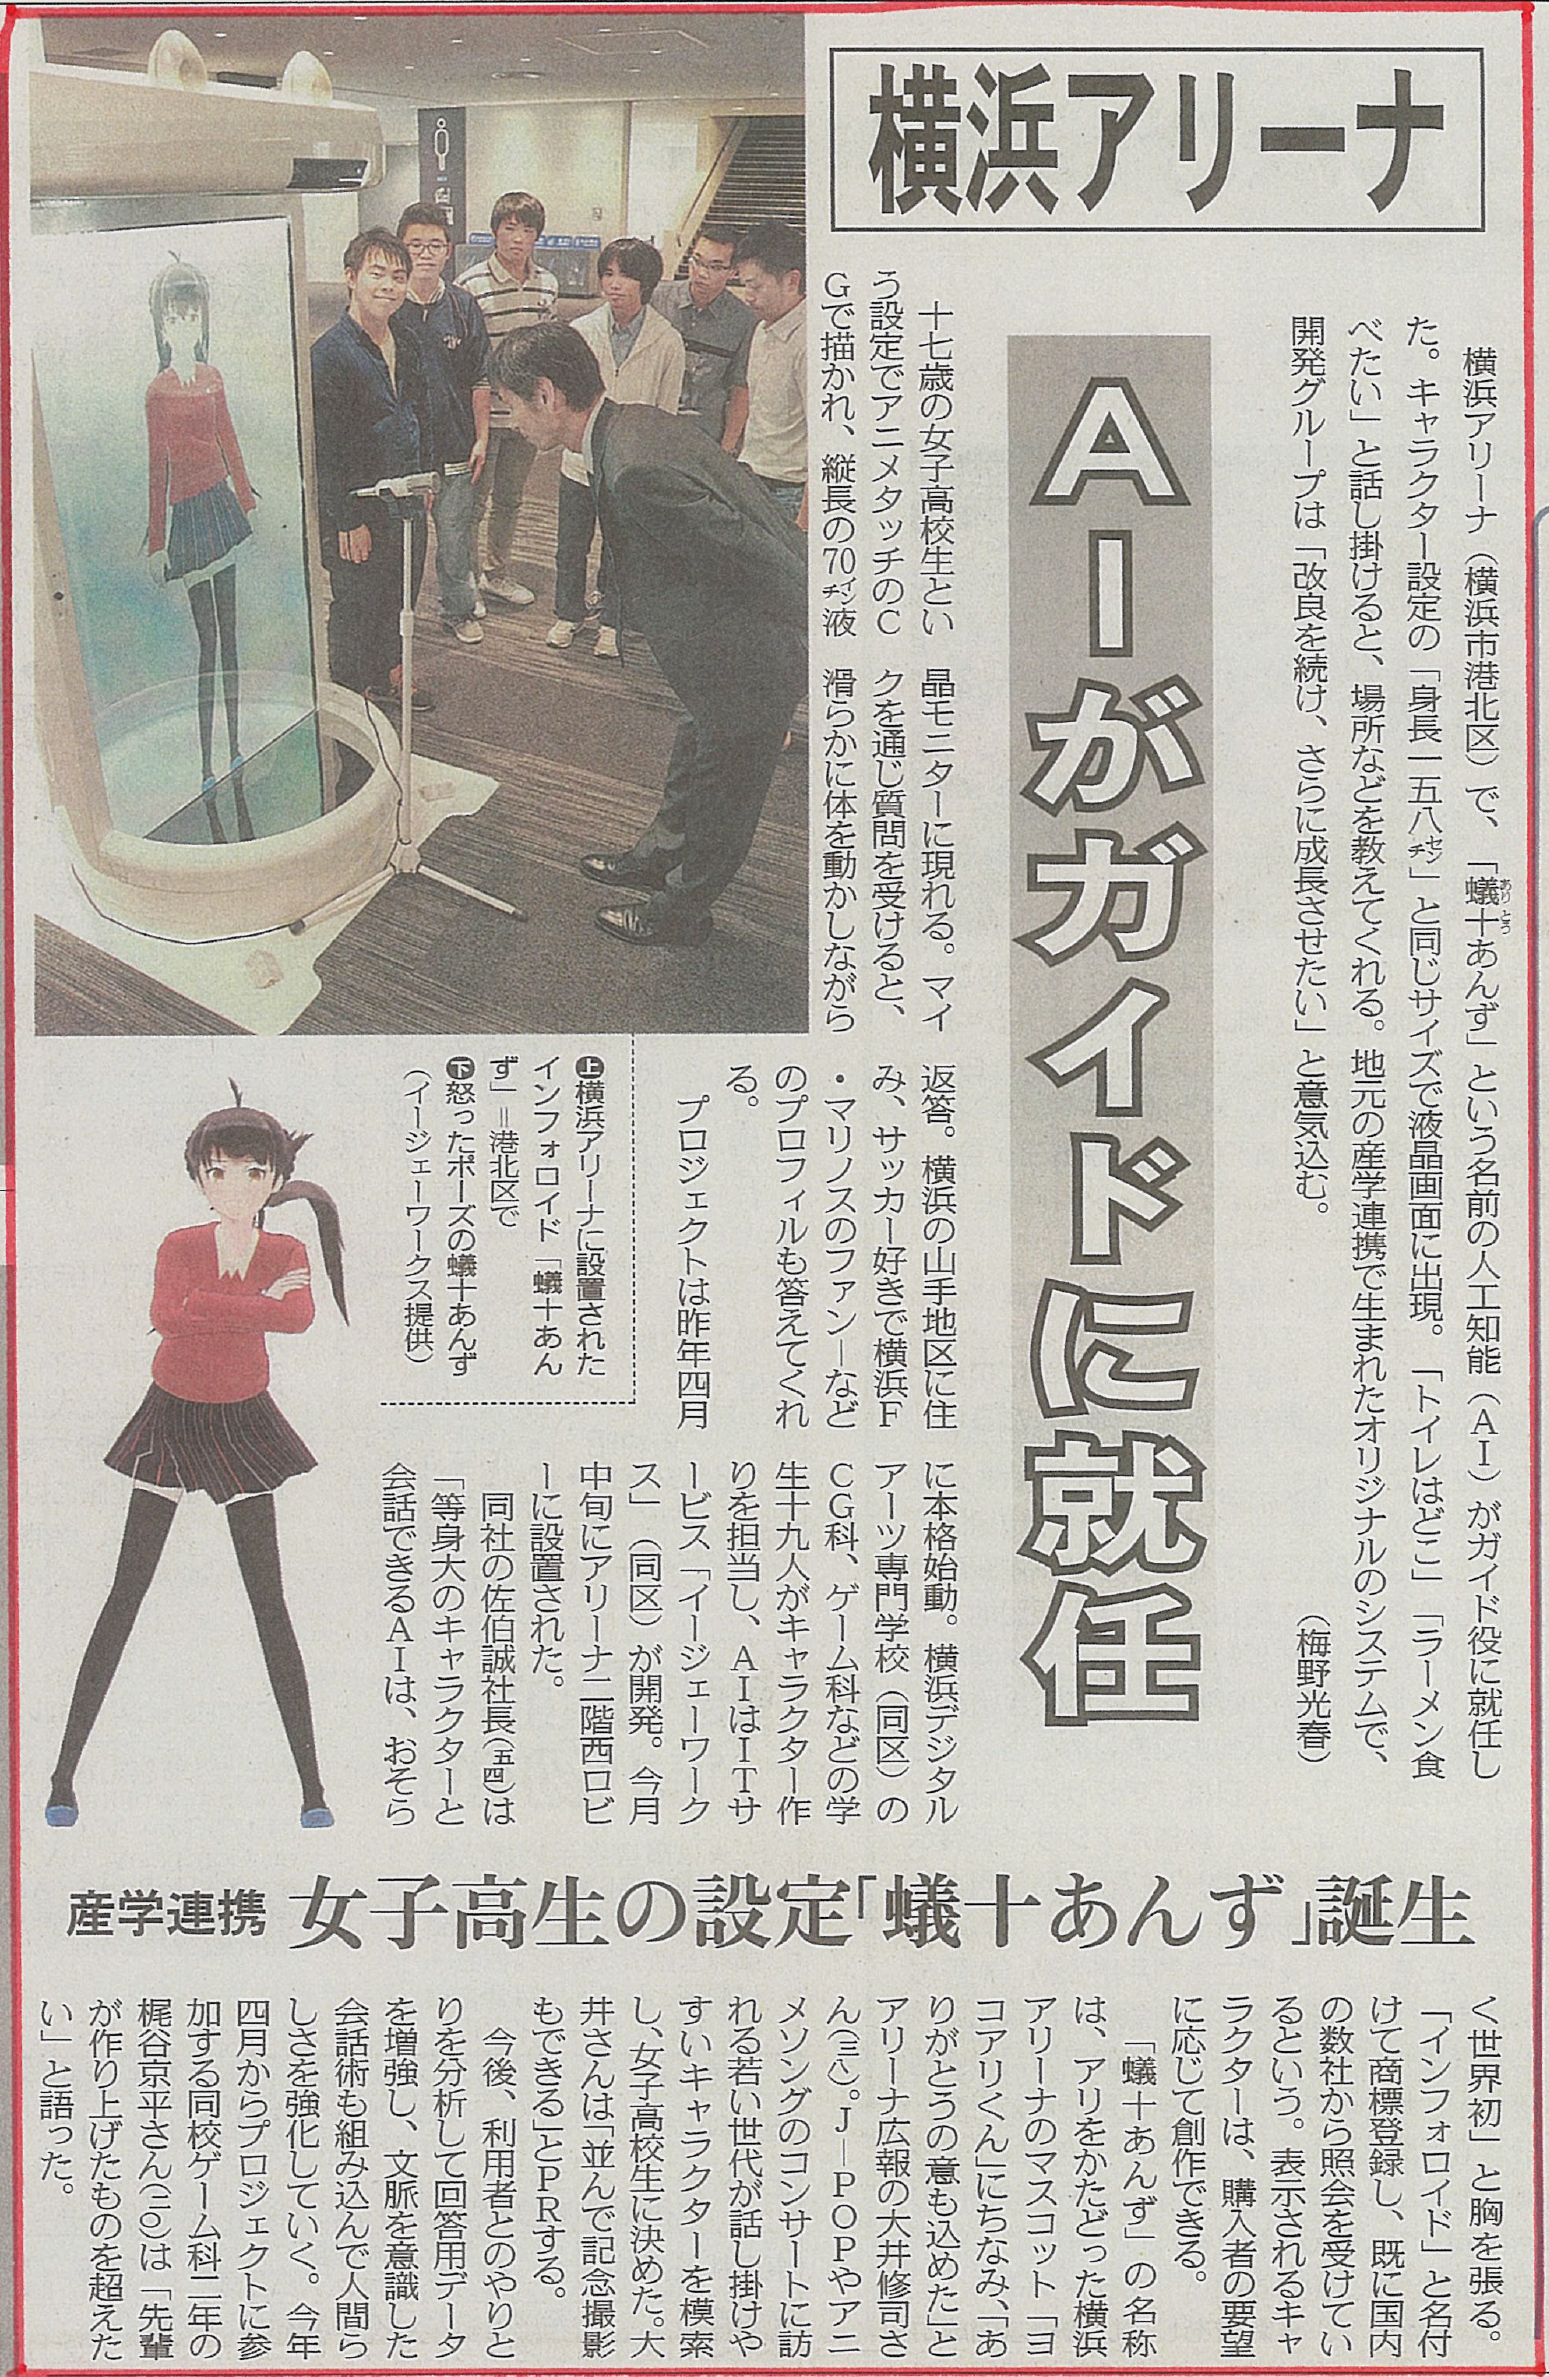 横浜アリーナ
AIがガイドに就任
横浜アリーナ（横浜市港北区）で、「蟻十あんず」という名前の人工知能（ＡＩ）がガイド役に就任し
ありとう
た。キャラクター設定の「身長一五八㌢」と同じサイズで液晶画面に出現。「トイレはどこ」「ラーメン食
べたい」と話し掛けると、場所などを教えてくれる。地元の産学連携で生まれたオリジナルのシステムで、
開発グループは「改良を続け、さらに成長させたい」と意気込む。　（梅野光春）
十七歳の女子高校生とい
う設定でアニメタッチのＣ
Ｇで描かれ、縦長の70㌅液
晶モニターに現れる。マイ
クを通じ質問を受けると、
滑らかに体を動かしながら
返答。横浜の山手地区に住
み、サッカー好きで横浜Ｆ
・マリノスのファン－など
のプロフィルも答えてくれ
る。
プロジェクトは昨年四月
に本格始動。横浜デジタル
アーツ専門学校（同区）の
ＣＧ科、ゲーム科などの学
生十九人がキャラクター作
りを担当し、ＡＩはＩＴサ
ービス「イージェーワーク
ス」（同区）が開発。今月
中旬にアリーナ二階西ロビ
ーに設置された。
同社の佐伯誠社長（五四）は
「等身大のキャラクターと
会話できるＡＩは、おそら
上横浜アリーナに設置された
インフォロイド「蟻十あん
ず」＝港北区で
下怒ったポーズの蟻十あんず
（イージェーワークス提供）
産学連携 女子高生の設定「蟻十あんず」誕生
く世界初」と胸を張る。
「インフォロイド」と名付
けて商標登録し、既に国内
の数社から照会を受けてい
るという。表示されるキャ
ラクターは、購入者の要望
に応じて創作できる。
「蟻十あんず」の名称
は、アリをかたどった横浜
アリーナのマスコット「ヨ
コアリくん」にちなみ、「あ
りがとうの意も込めた」と
アリーナ広報の大井修司さ
ん（三八）。Ｊ－ＰＯＰやアニ
メソングのコンサートに訪
れる若い世代が話し掛けや
すいキャラクターを模索
し、女子高校生に決めた。大
井さんは「並んで記念撮影
もできる」とＰＲする。
今後、利用者とのやりと
りを分析して回答用データ
を増強し、文脈を意識した
会話術も組み込んで人間ら
しさを強化していく。今年
四月からプロジェクトに参
加する同校ゲーム科二年の
梶谷京平さん（二〇）は「先輩
が作り上げたものを超えた
い」と語った。